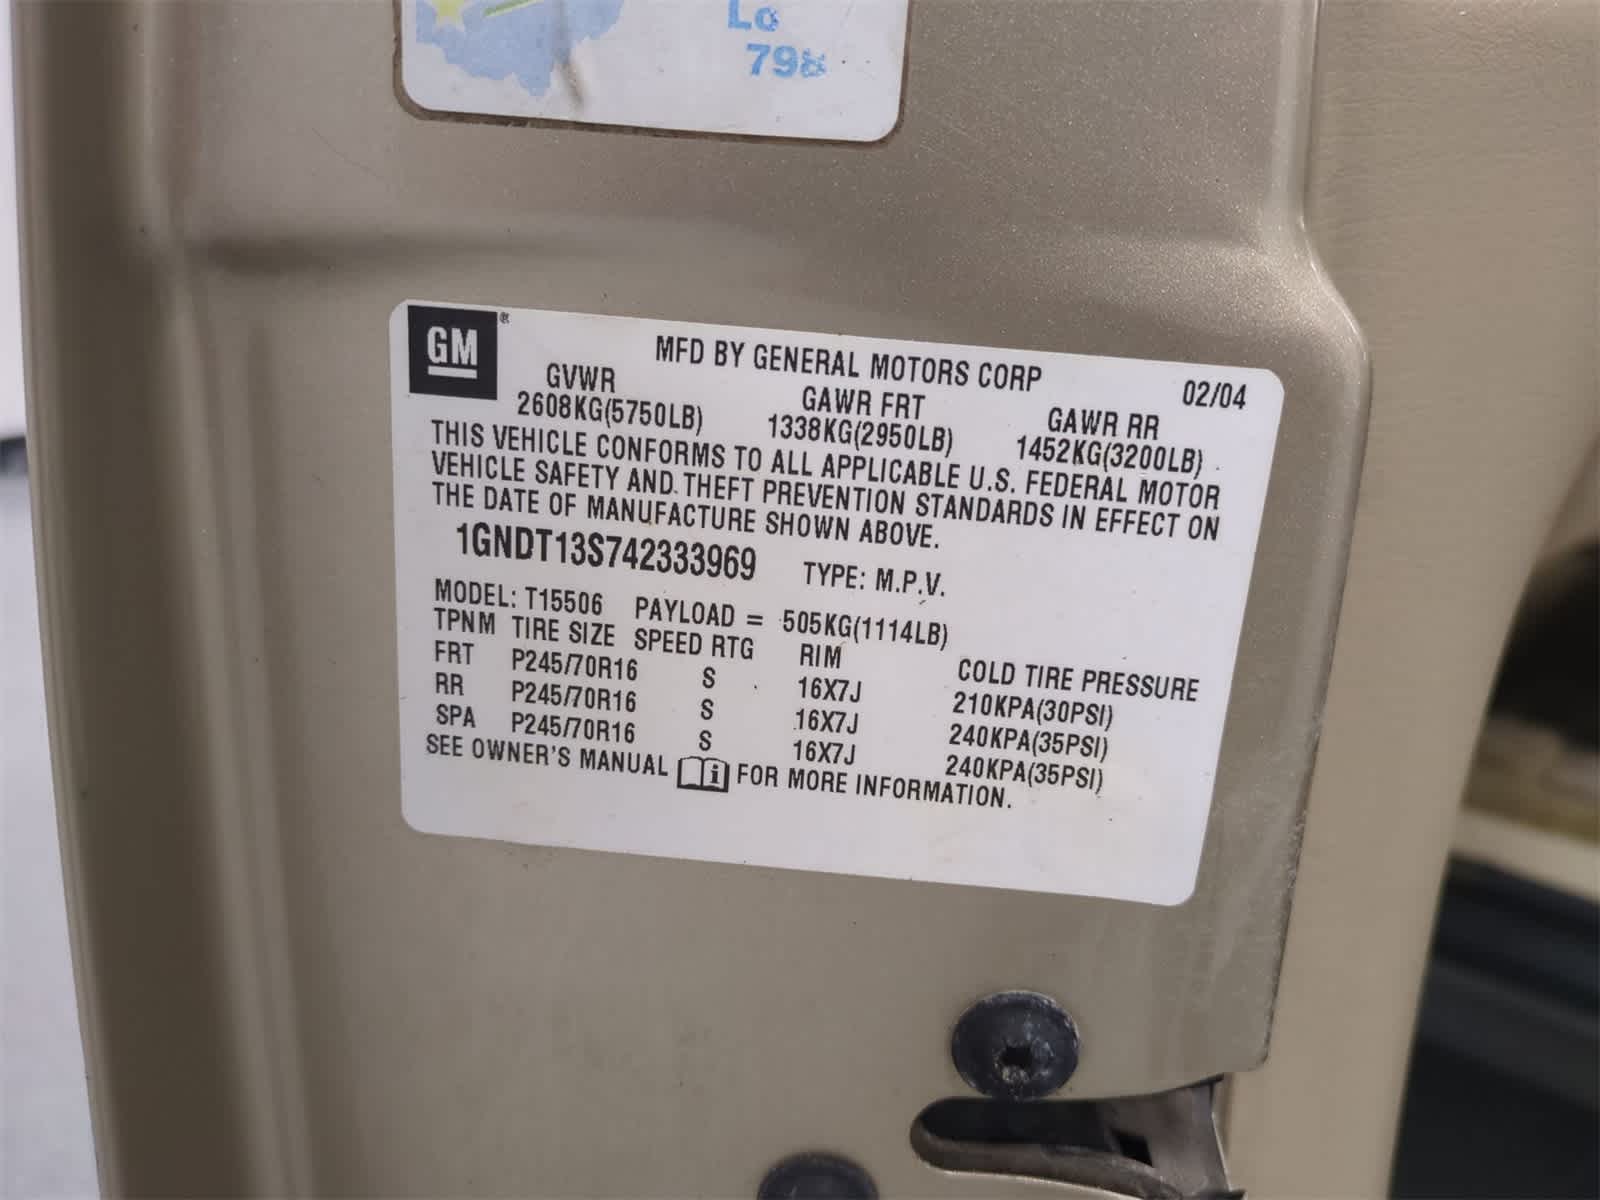 Lo
798
GM®
MFD BY GENERAL MOTORS CORP 02/04
GVWR GAWR FRT GAWR RR
2608KG(5750LB) 1338KG(2950LB) 1452KG(3200LB)
THIS VEHICLE CONFORMS TO ALL APPLICABLE U.S. FEDERAL MOTOR
VEHICLE SAFETY AND THEFT PREVENTION STANDARDS IN EFFECT ON
THE DATE OF MANUFACTURE SHOWN ABOVE.
1GNDT13S742333969 TYPE: M.P.V.
MODEL: T15506 PAYLOAD = 505KG(1114LB)
TPNM TIRE SIZE SPEED RTG RIM COLD TIRE PRESSURE
FRT P245/70R16 S 16X7J 210KPA(30PSI)
RR P245/70R16 S 16X7J 240KPA(35PSI)
SPA P245/70R16 S 16X7J 240KPA(35PSI)
SEE OWNER'S MANUAL i FOR MORE INFORMATION.